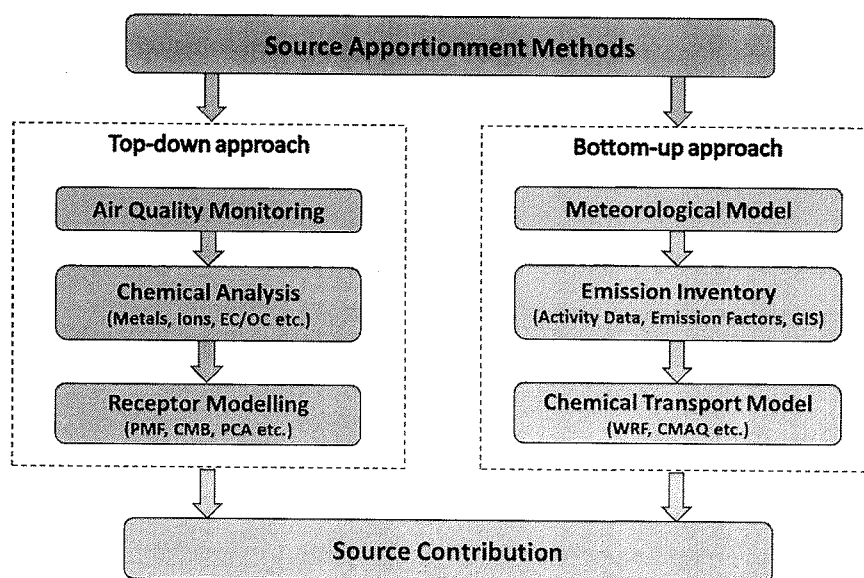 Source Apportionment Methods
Top-down approach
Air Quality Monitoring
Chemical Analysis
(Metals, Ions, EC/OC etc.)
Receptor Modelling
(PMF, CMB, PCA etc.)
Bottom-up approach
Meteorological Model
Emission Inventory
(Activity Data, Emission Factors, GIS)
Chemical Transport Model
(WRF, CMAQ etc.)
Source Contribution